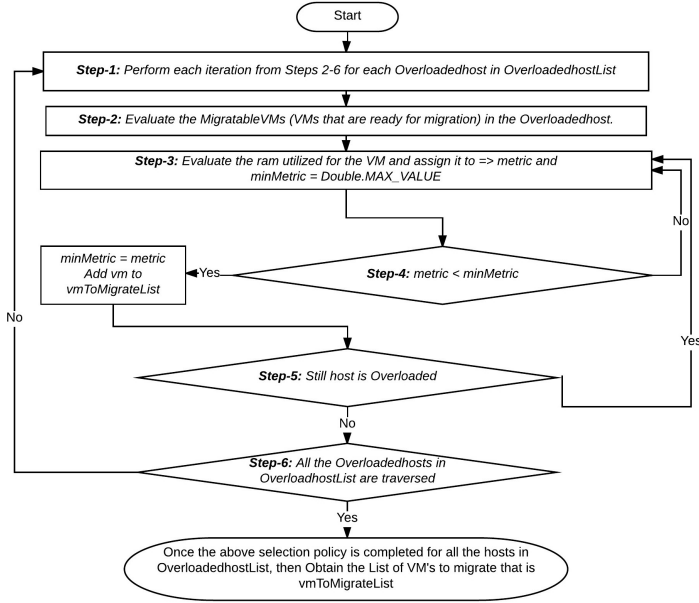 Start
Step-1: Perform each iteration from Steps 2-6 for each Overloadedhost in OverloadedhostList
Step-2: Evaluate the MigratableVMs (VMs that are ready for migration) in the Overloadedhost.
Step-3: Evaluate the ram utilized for the VM and assign it to => metric and
minMetric = Double.MAX_VALUE
No
minMetric = metric
Add vm to
vmToMigrateList
Yes
Step-4: metric < minMetric
No
Yes
Step-5: Still host is Overloaded
No
Step-6: All the Overloadedhosts in
OverloadhostList are traversed
Yes
Once the above selection policy is completed for all the hosts in
OverloadedhostList, then Obtain the List of VM's to migrate that is
vmToMigrateList